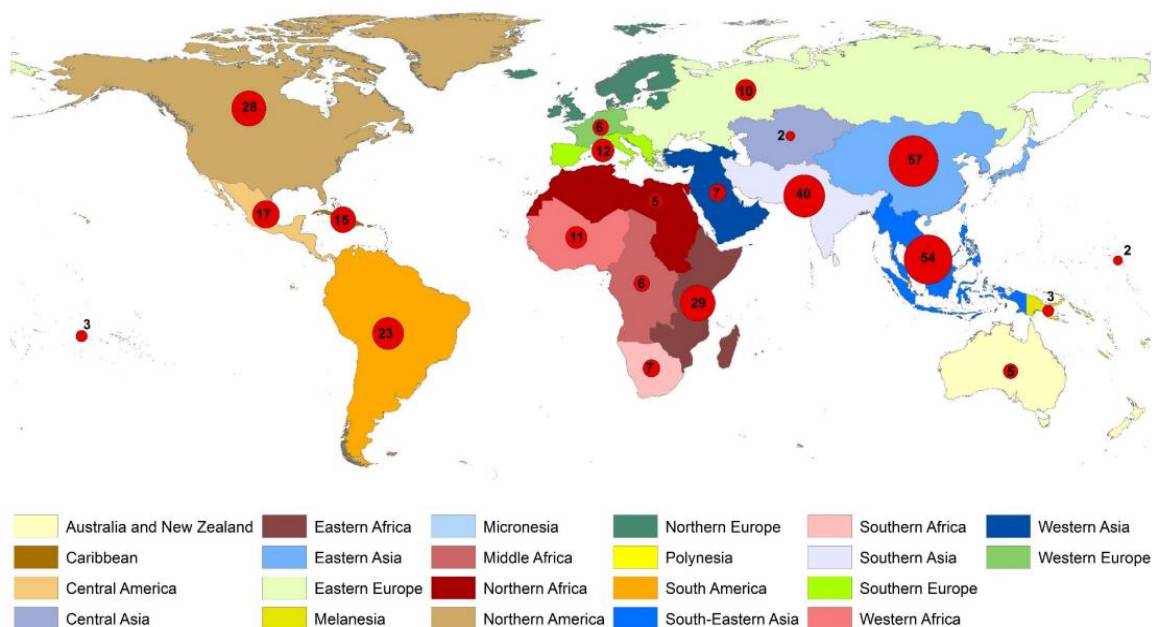 10
28
6
2
12
57
40
7
5
17
15
11
54
2
6
29
3
3
23
7
5
Australia and New Zealand
Caribbean
Central America
Central Asia
Eastern Africa
Eastern Asia
Eastern Europe
Melanesia
Micronesia
Middle Africa
Northern Africa
Northern America
Northern Europe
Polynesia
South America
South-Eastern Asia
Southern Africa
Southern Asia
Southern Europe
Western Africa
Western Asia
Western Europe